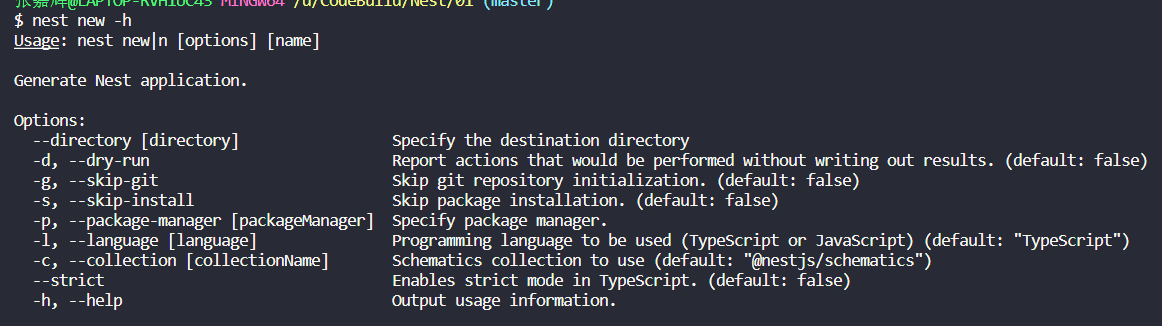 MINGW64 /d/CodeBuild/Nest/01 (master)
$ nest new -h
Usage: nest new|n [options] [name]
Generate Nest application.
Options:
--directory [directory] Specify the destination directory
-d, --dry-run Report actions that would be performed without writing out results. (default: false)
-g, --skip-git Skip git repository initialization. (default: false)
-s, --skip-install Skip package installation. (default: false)
-p, --package-manager [packageManager] Specify package manager.
-l, --language [language] Programming language to be used (TypeScript or JavaScript) (default: "TypeScript")
-c, --collection [collectionName] Schematics collection to use (default: "@nestjs/schematics")
--strict Enables strict mode in TypeScript. (default: false)
-h, --help Output usage information.